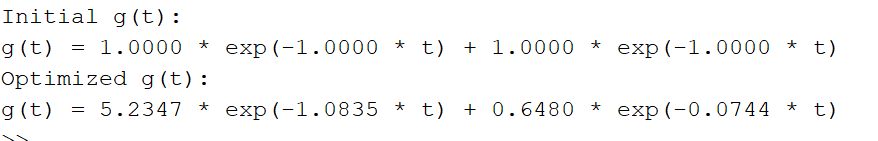 Initial g(t):
g(t) = 1.0000 * exp(-1.0000 * t) + 1.0000 * exp(-1.0000 * t)
Optimized g(t):
g(t) = 5.2347 * exp(-1.0835 * t) + 0.6480 * exp(-0.0744 * t)